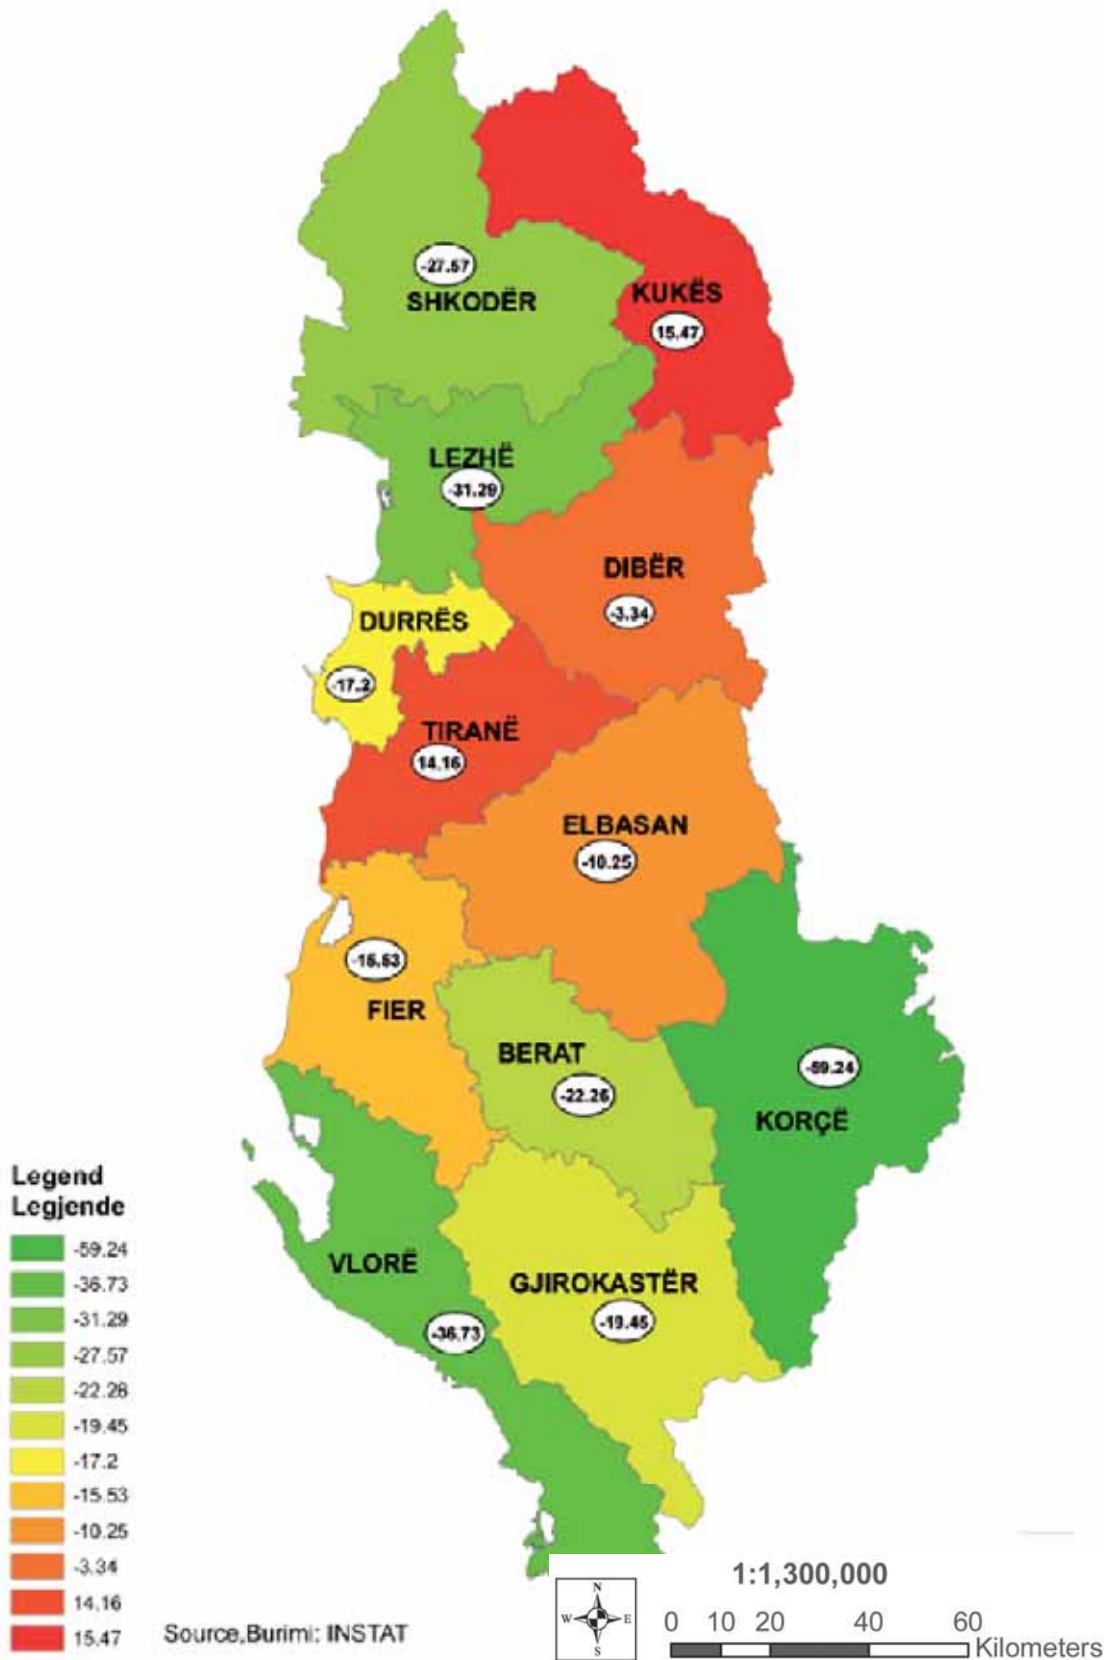 -27.57
SHKODËR
KUKËS
15.47
LEZHË
-31.29
DIBËR
-3.34
DURRËS
-17.2
TIRANË
14.16
ELBASAN
-10.25
-15.53
FIER
BERAT
-22.26
-59.24
KORÇË
VLORË
-36.73
GJIROKASTËR
-19.45
Legend
Legjende
-59.24
-36.73
-31.29
-27.57
-22.26
-19.45
-17.2
-15.53
-10.25
-3.34
14.16
15.47
Source,Burimi: INSTAT
N
W E
S
1:1,300,000
0 10 20 40 60
Kilometers